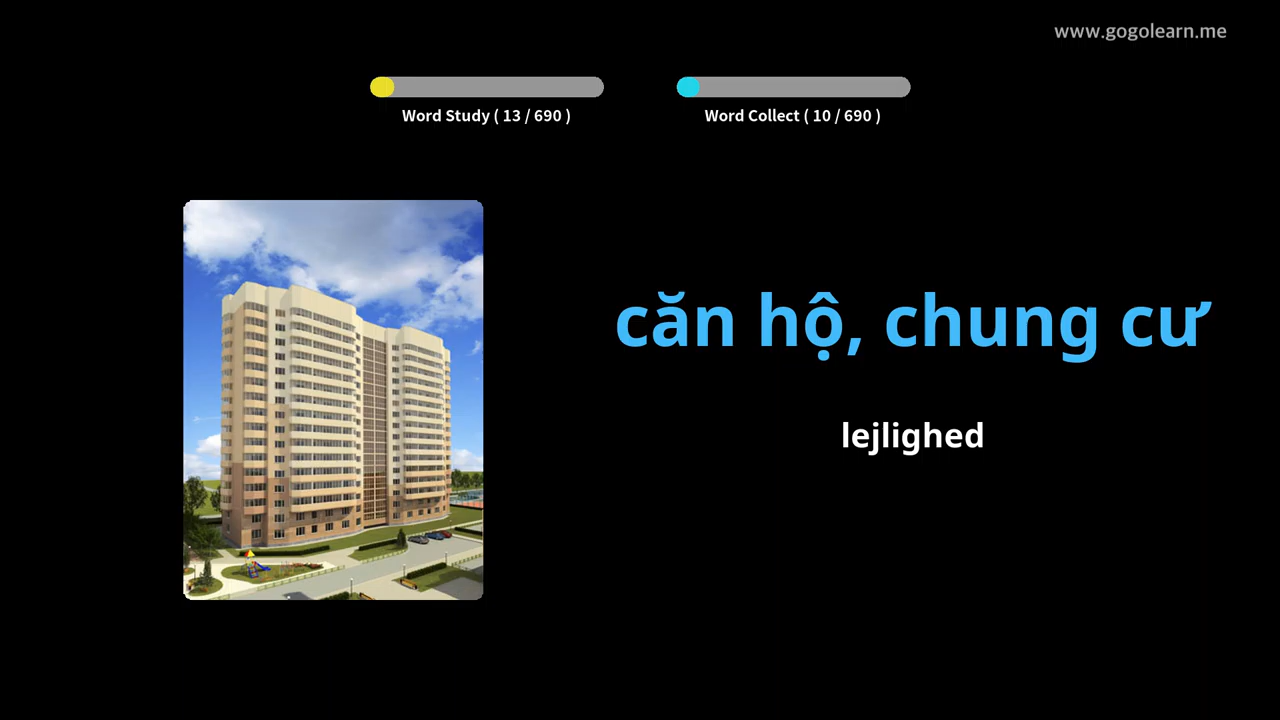 www.gogolearn.me
Word Study ( 13 / 690 )
Word Collect ( 10 / 690 )
căn hộ, chung cư
lejlighed